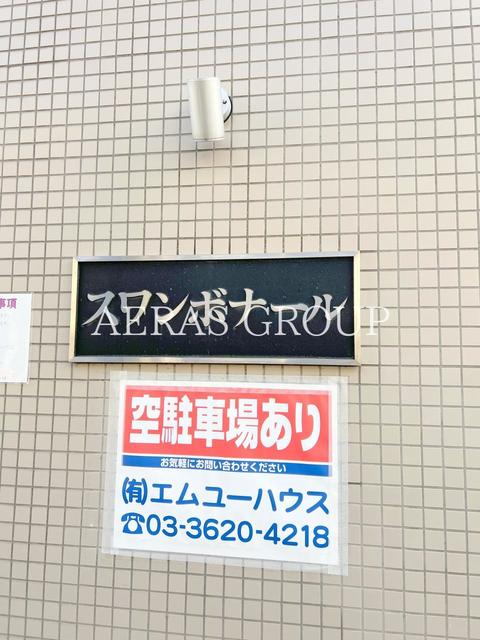 スワンボナール
AERAS GROUP
事項
空駐車場あり
お気軽にお問い合わせください
(有)エムユーハウス
☎03-3620-4218